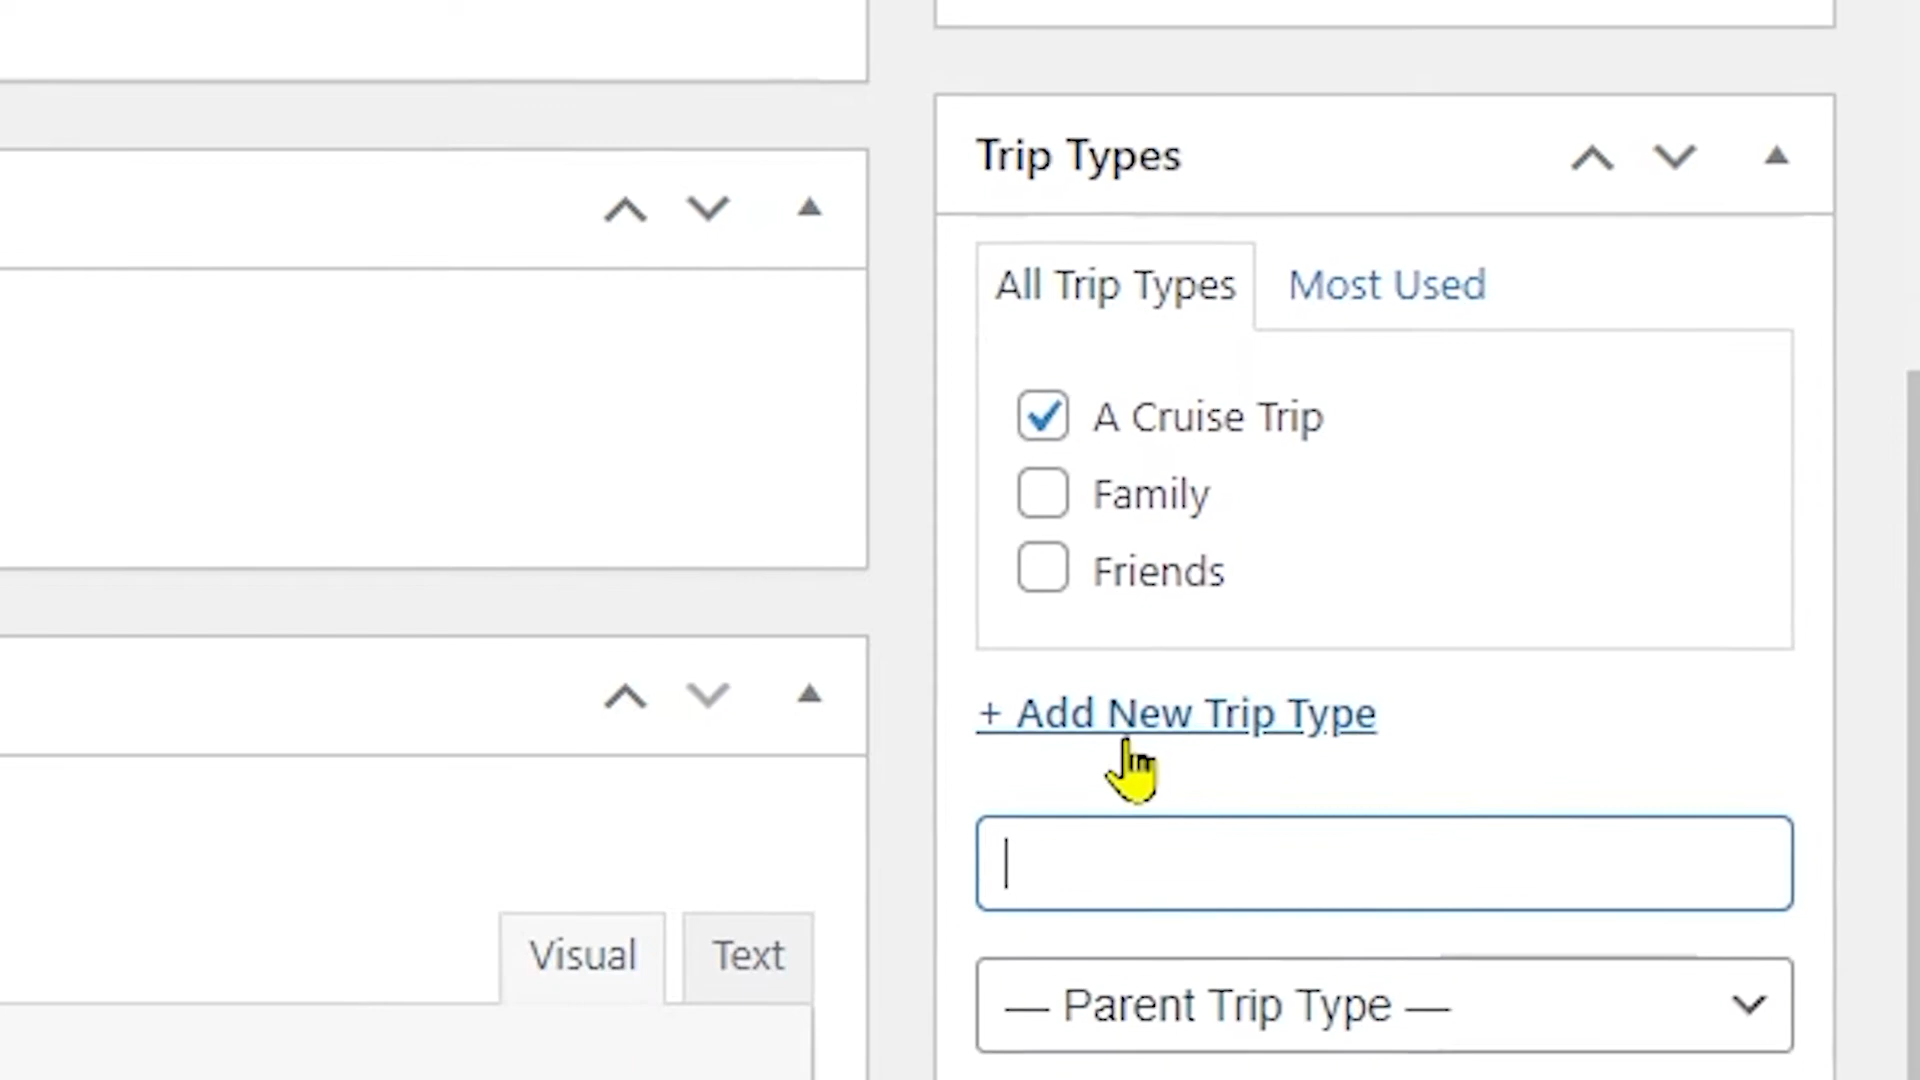 Trip Types
All Trip Types
Most Used
A Cruise Trip
Family
Friends
+ Add New Trip Type
— Parent Trip Type —
Visual
Text